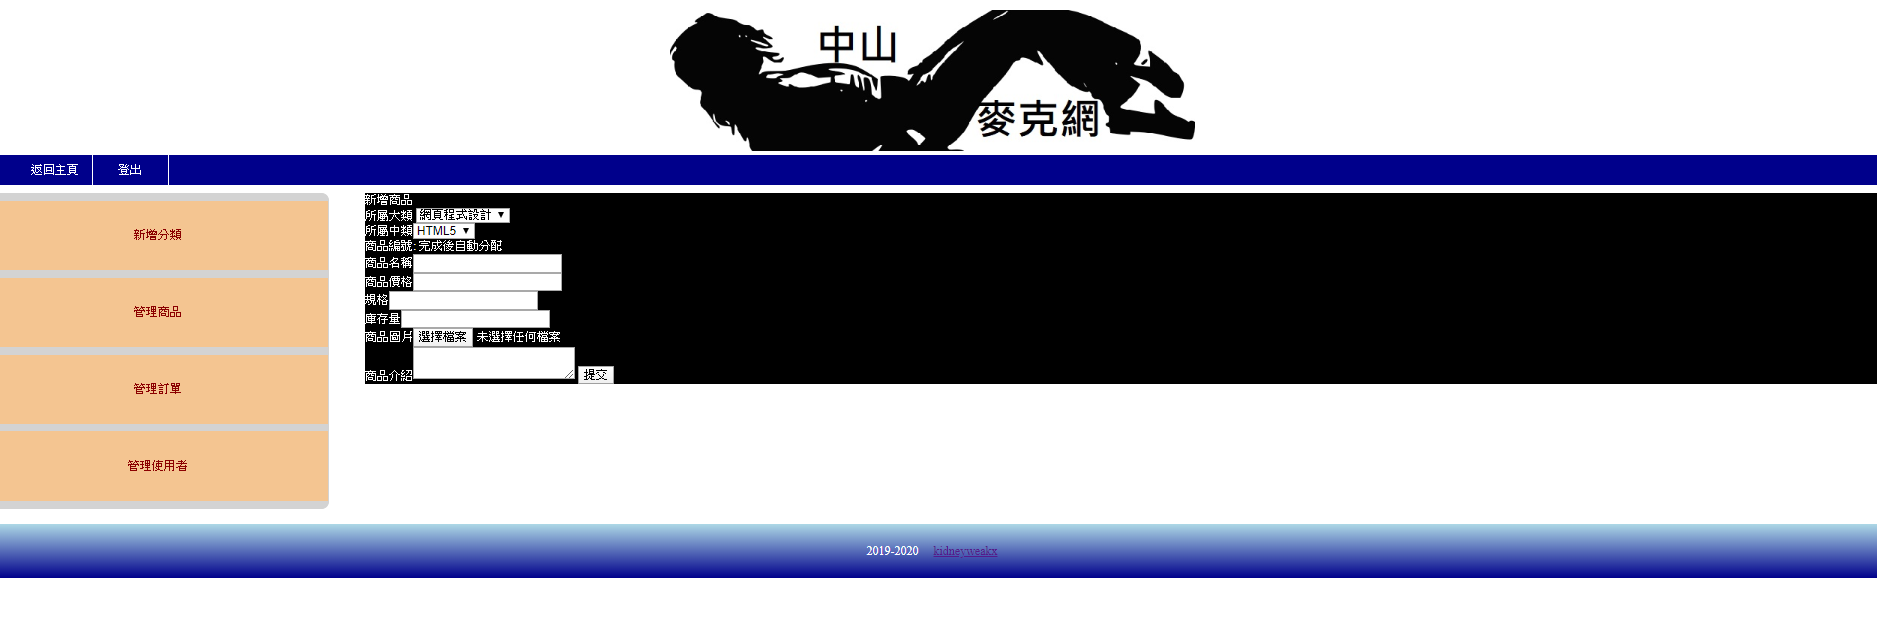 中山
麥克網
返回主頁 登出
新增分類
管理商品
管理訂單
管理使用者
新增商品
所屬大類 網頁程式設計
所屬中類 HTML5
商品編號:完成後自動分配
商品名稱
商品價格
規格
庫存量
商品圖片 選擇檔案 未選擇任何檔案
商品介紹 提交
2019-2020 kidneyweakx